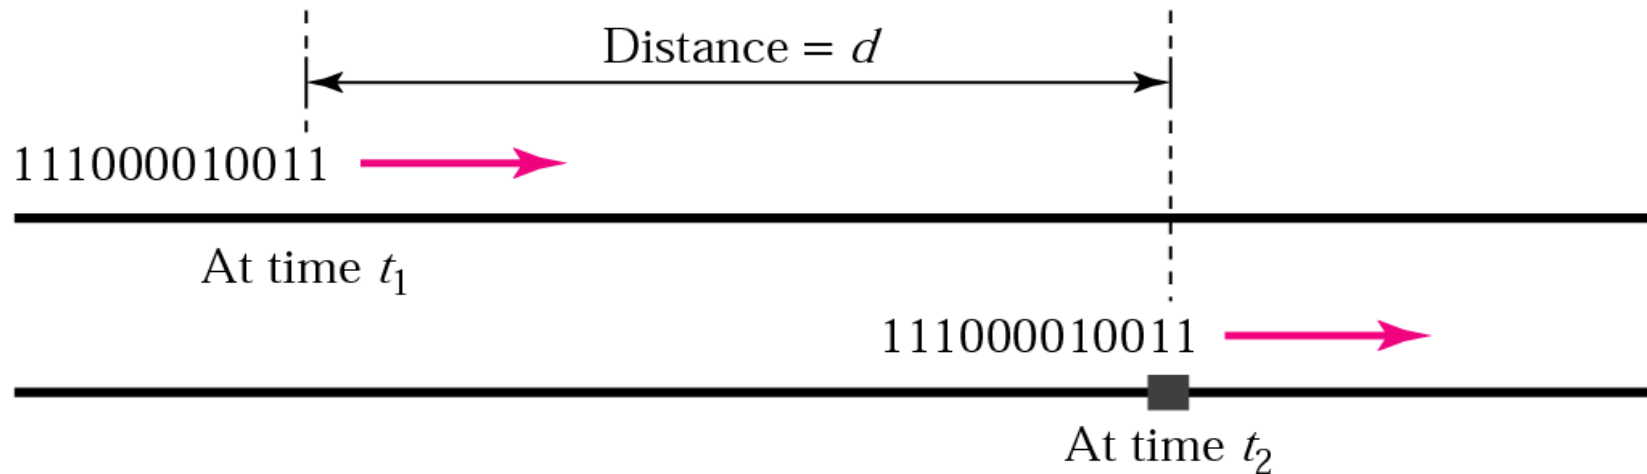 Distance = d
111000010011
At time t₁
111000010011
At time t₂